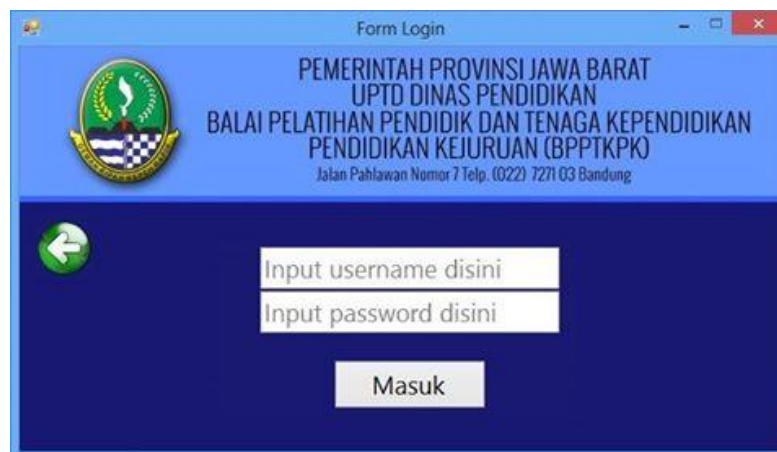 Form Login
PEMERINTAH PROVINSI JAWA BARAT
UPTD DINAS PENDIDIKAN
BALAI PELATIHAN PENDIDIK DAN TENAGA KEPENDIDIKAN
PENDIDIKAN KEJURUAN (BPPTKPK)
Jalan Pahlawan Nomor 7 Telp. (022) 7271 03 Bandung
Input username disini
Input password disini
Masuk